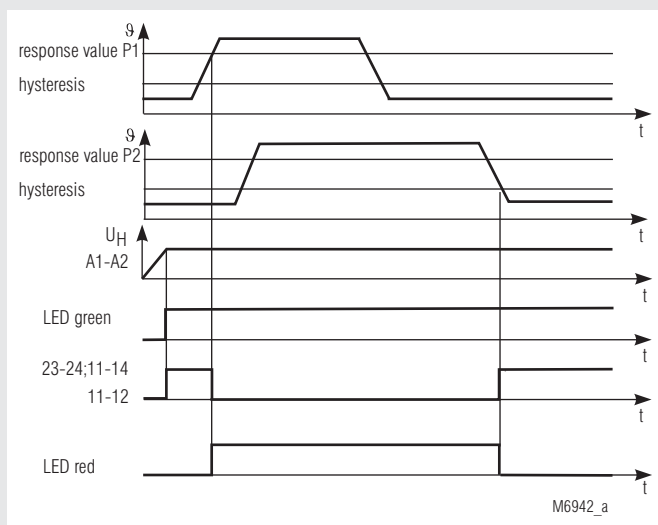 ϑ
response value P1
hysteresis
t
ϑ
response value P2
hysteresis
t
UH
A1-A2
t
LED green
t
23-24;11-14
11-12
t
LED red
t
M6942_a